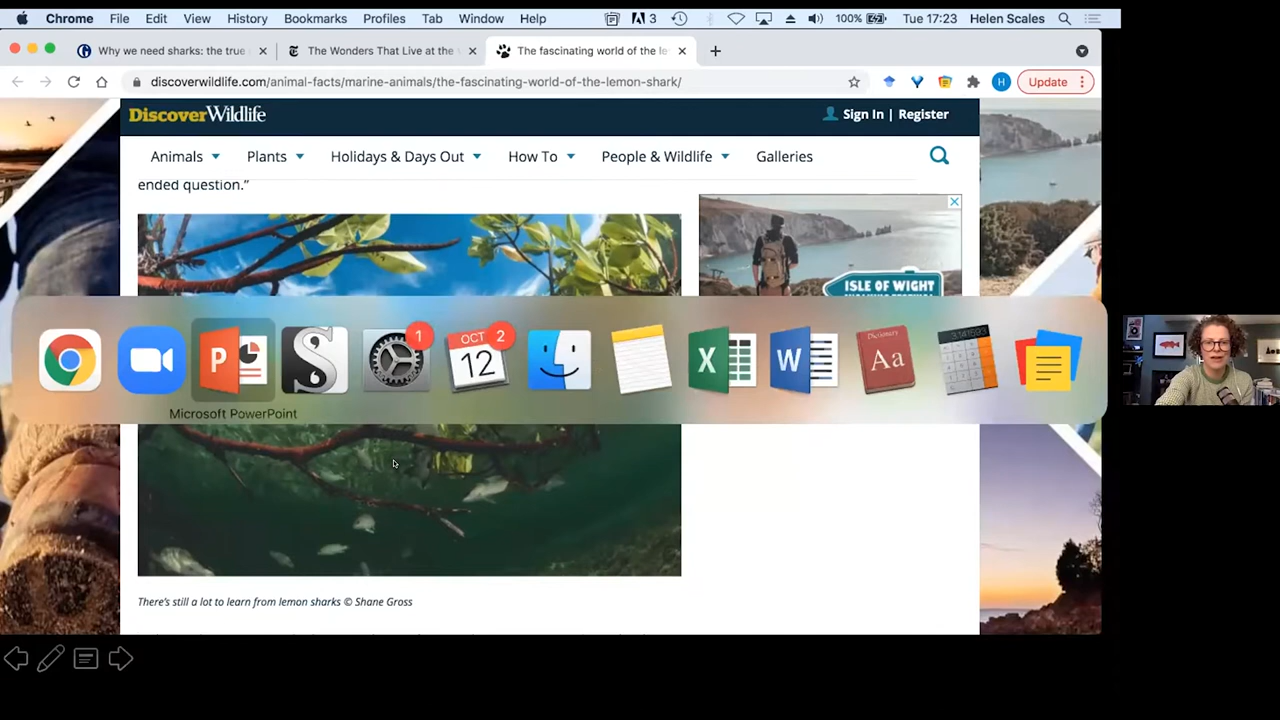 Chrome File Edit View History Bookmarks Profiles Tab Window Help 3 100% Tue 17:23 Helen Scales
Why we need sharks: the true The Wonders That Live at the The fascinating world of the le
discoverwildlife.com/animal-facts/marine-animals/the-fascinating-world-of-the-lemon-shark/ H Update
DiscoverWildlife Sign In | Register
Animals Plants Holidays & Days Out How To People & Wildlife Galleries
ended question.”
ISLE OF WIGHT
P S 1 OCT 2 12 X W Dictionary Aa
Microsoft PowerPoint
There’s still a lot to learn from lemon sharks © Shane Gross